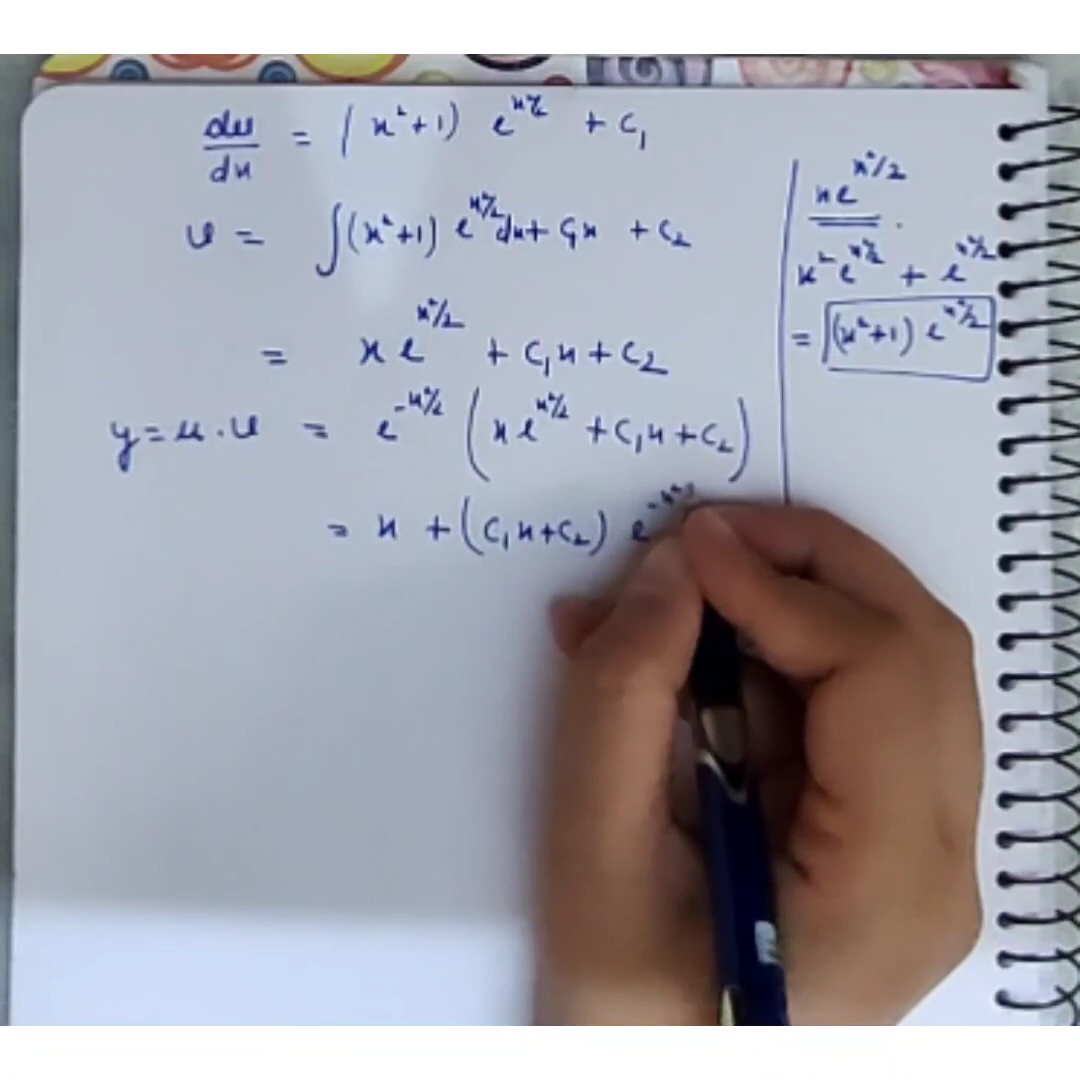 dv/dx = (x²+1) e^(x²/2) + C₁
v = ∫(x²+1) e^(x²/2) dx + C₁x + C₂
= x e^(x²/2) + C₁x + C₂
y = u . v = e^(-x²/2) (x e^(x²/2) + C₁x + C₂)
= x + (C₁x+C₂) e^(-x²/2)
x e^(x²/2) .
x² e^(x²/2) + e^(x²/2)
= (x²+1) e^(x²/2)